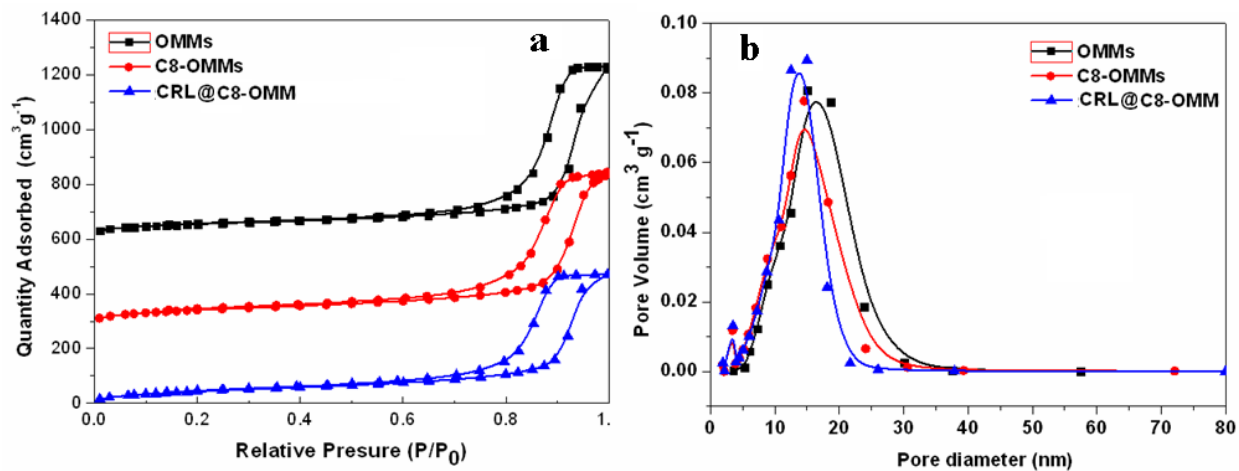 a
OMMs
C8-OMMs
CRL@C8-OMM
Quantity Adsorbed (cm³g⁻¹)
1400
1200
1000
800
600
400
200
0
0.0
0.2
0.4
0.6
0.8
1.
Relative Presure (P/P₀)
b
OMMs
C8-OMMs
CRL@C8-OMM
Pore Volume (cm³ g⁻¹)
0.10
0.08
0.06
0.04
0.02
0.00
0
10
20
30
40
50
60
70
80
Pore diameter (nm)